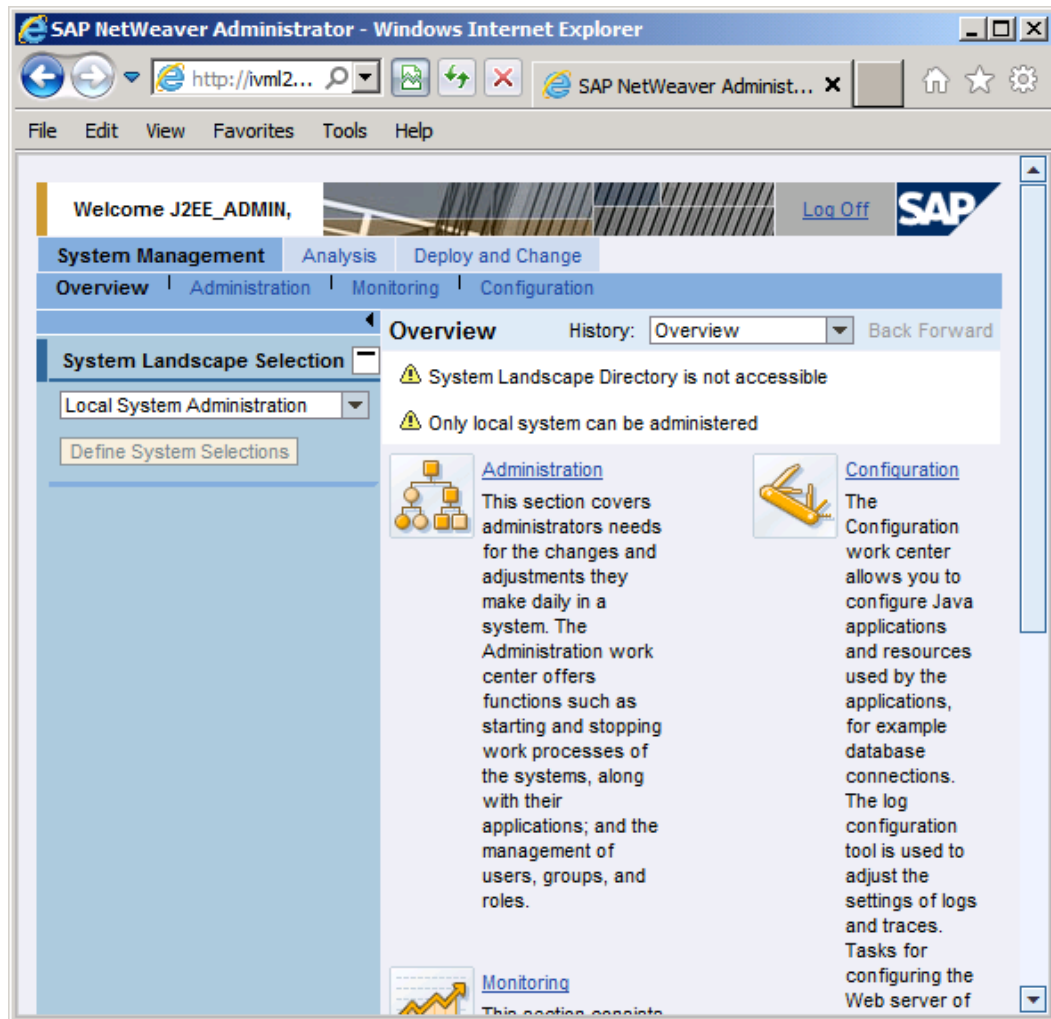 SAP NetWeaver Administrator - Windows Internet Explorer
http://ivml2...
SAP NetWeaver Administ...
File Edit View Favorites Tools Help
Welcome J2EE_ADMIN,
Log Off
SAP
System Management Analysis Deploy and Change
Overview Administration Monitoring Configuration
Overview History: Overview Back Forward
System Landscape Selection
Local System Administration
Define System Selections
System Landscape Directory is not accessible
Only local system can be administered
Administration
This section covers
administrators needs
for the changes and
adjustments they
make daily in a
system. The
Administration work
center offers
functions such as
starting and stopping
work processes of
the systems, along
with their
applications; and the
management of
users, groups, and
roles.
Configuration
The
Configuration
work center
allows you to
configure Java
applications
and resources
used by the
applications,
for example
database
connections.
The log
configuration
tool is used to
adjust the
settings of logs
and traces.
Tasks for
configuring the
Web server of
Monitoring
This section consists